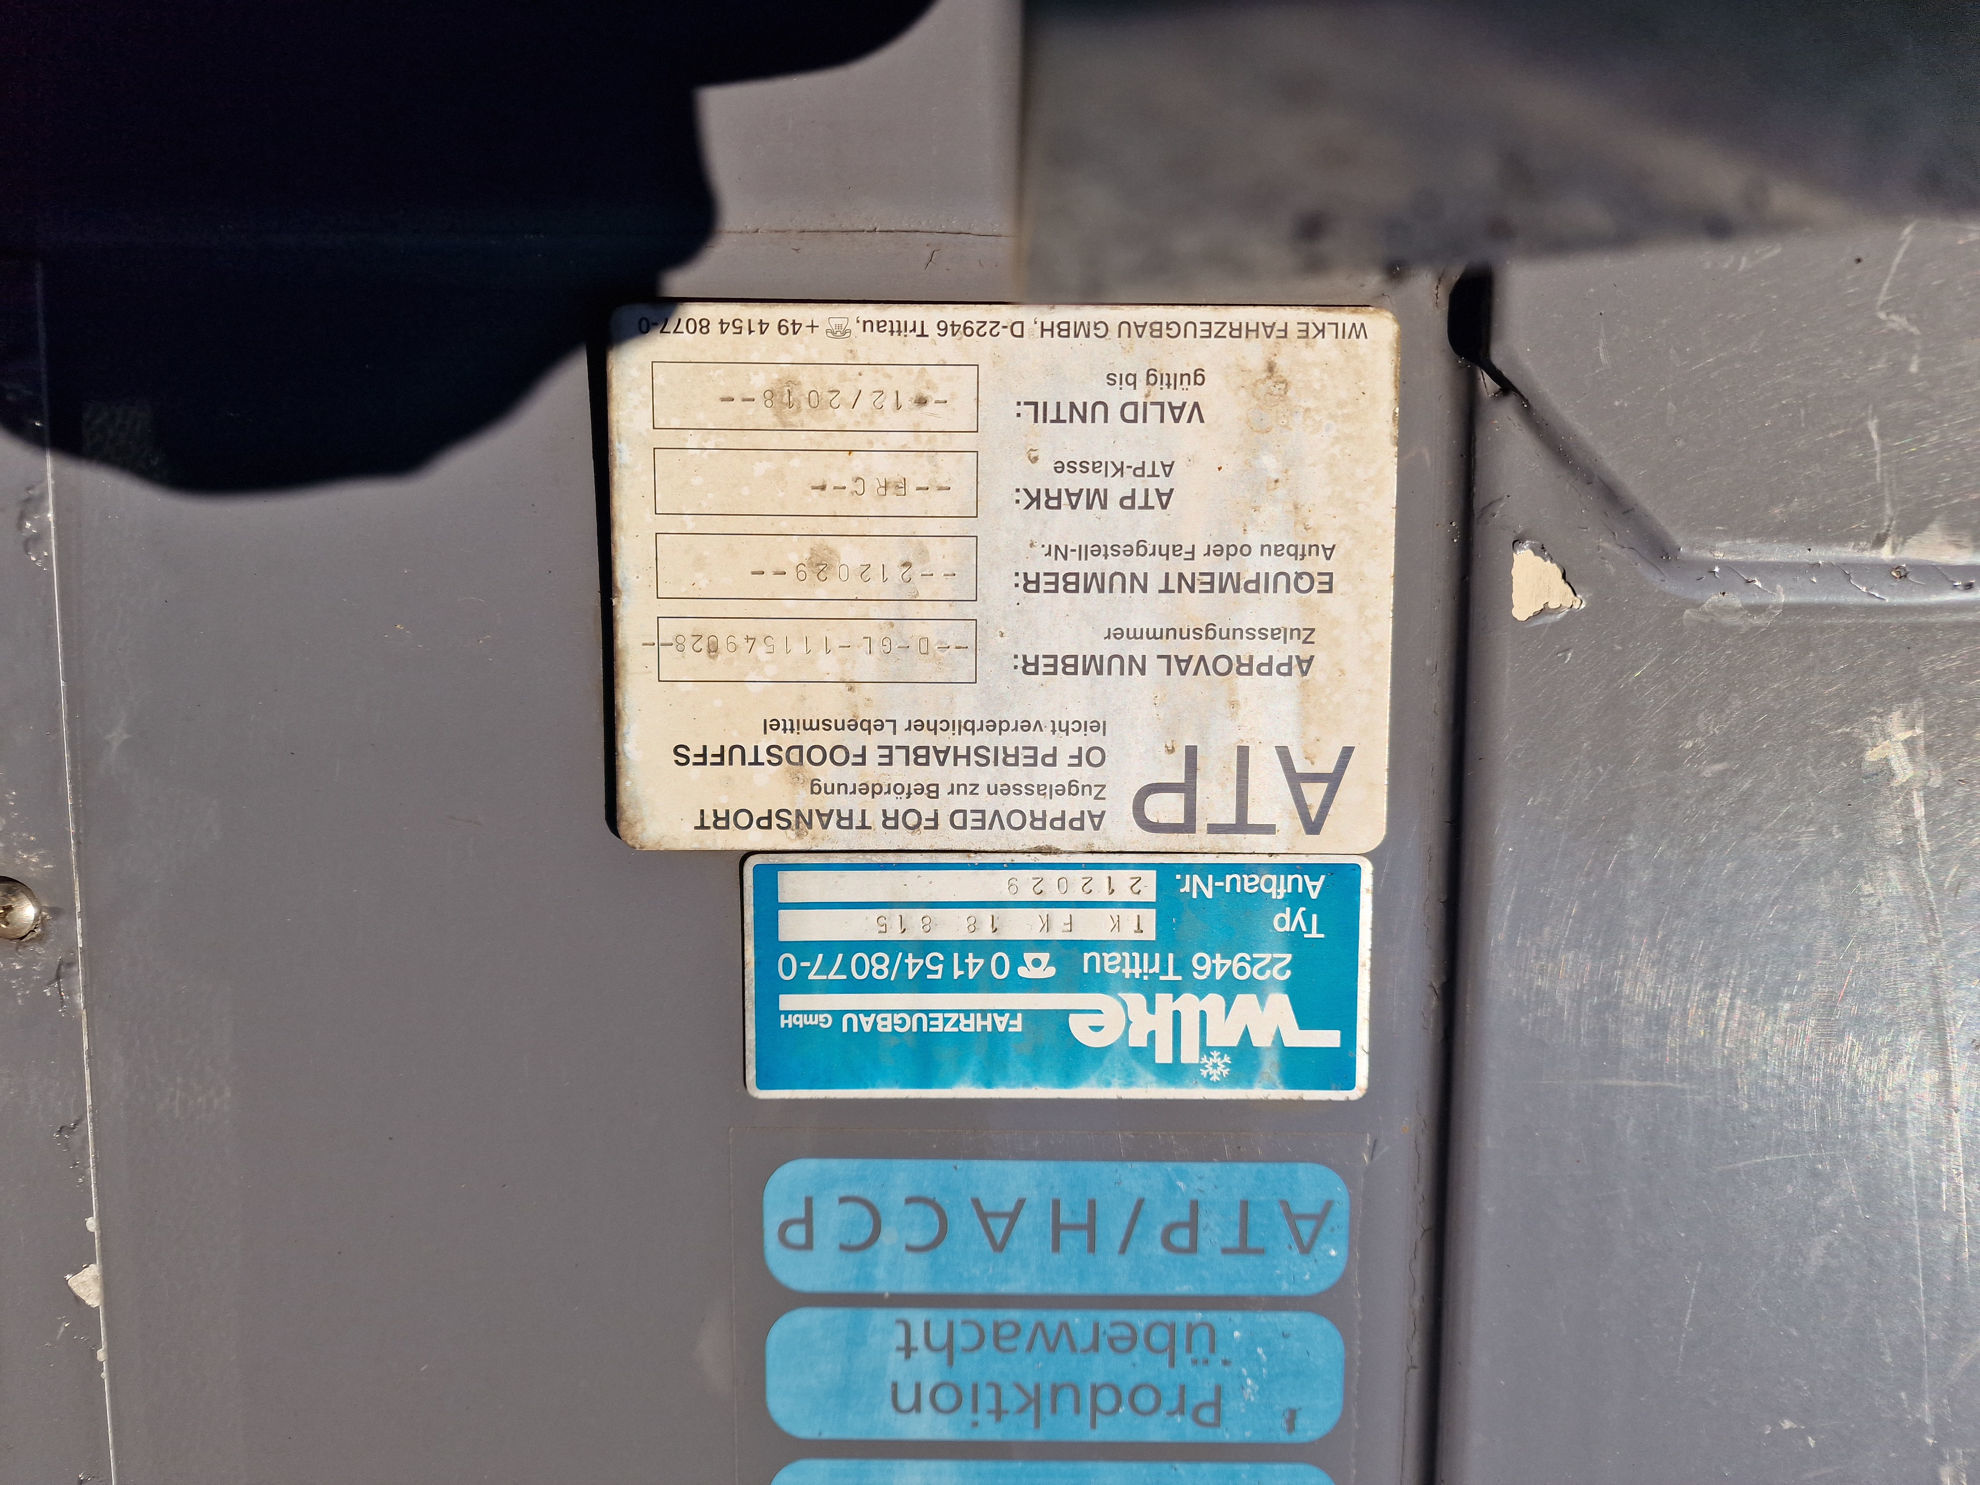 Produktion
überwacht
ATP/HACCP
wilke
FAHRZEUGBAU GmbH
22946 Trittau ☎ 04154/8077-0
Typ TK FK 18 815
Aufbau-Nr. 212029
ATP
APPROVED FOR TRANSPORT
Zugelassen zur Beförderung
OF PERISHABLE FOODSTUFFS
leicht verderblicher Lebensmittel
APPROVAL NUMBER: --D-GL-111549028--
Zulassungsnummer
EQUIPMENT NUMBER: --212029--
Aufbau oder Fahrgestell-Nr.
ATP MARK: --FRC--
ATP-Klasse
VALID UNTIL: --12/2018--
gültig bis
WILKE FAHRZEUGBAU GMBH, D-22946 Trittau, ☎ +49 4154 8077-0